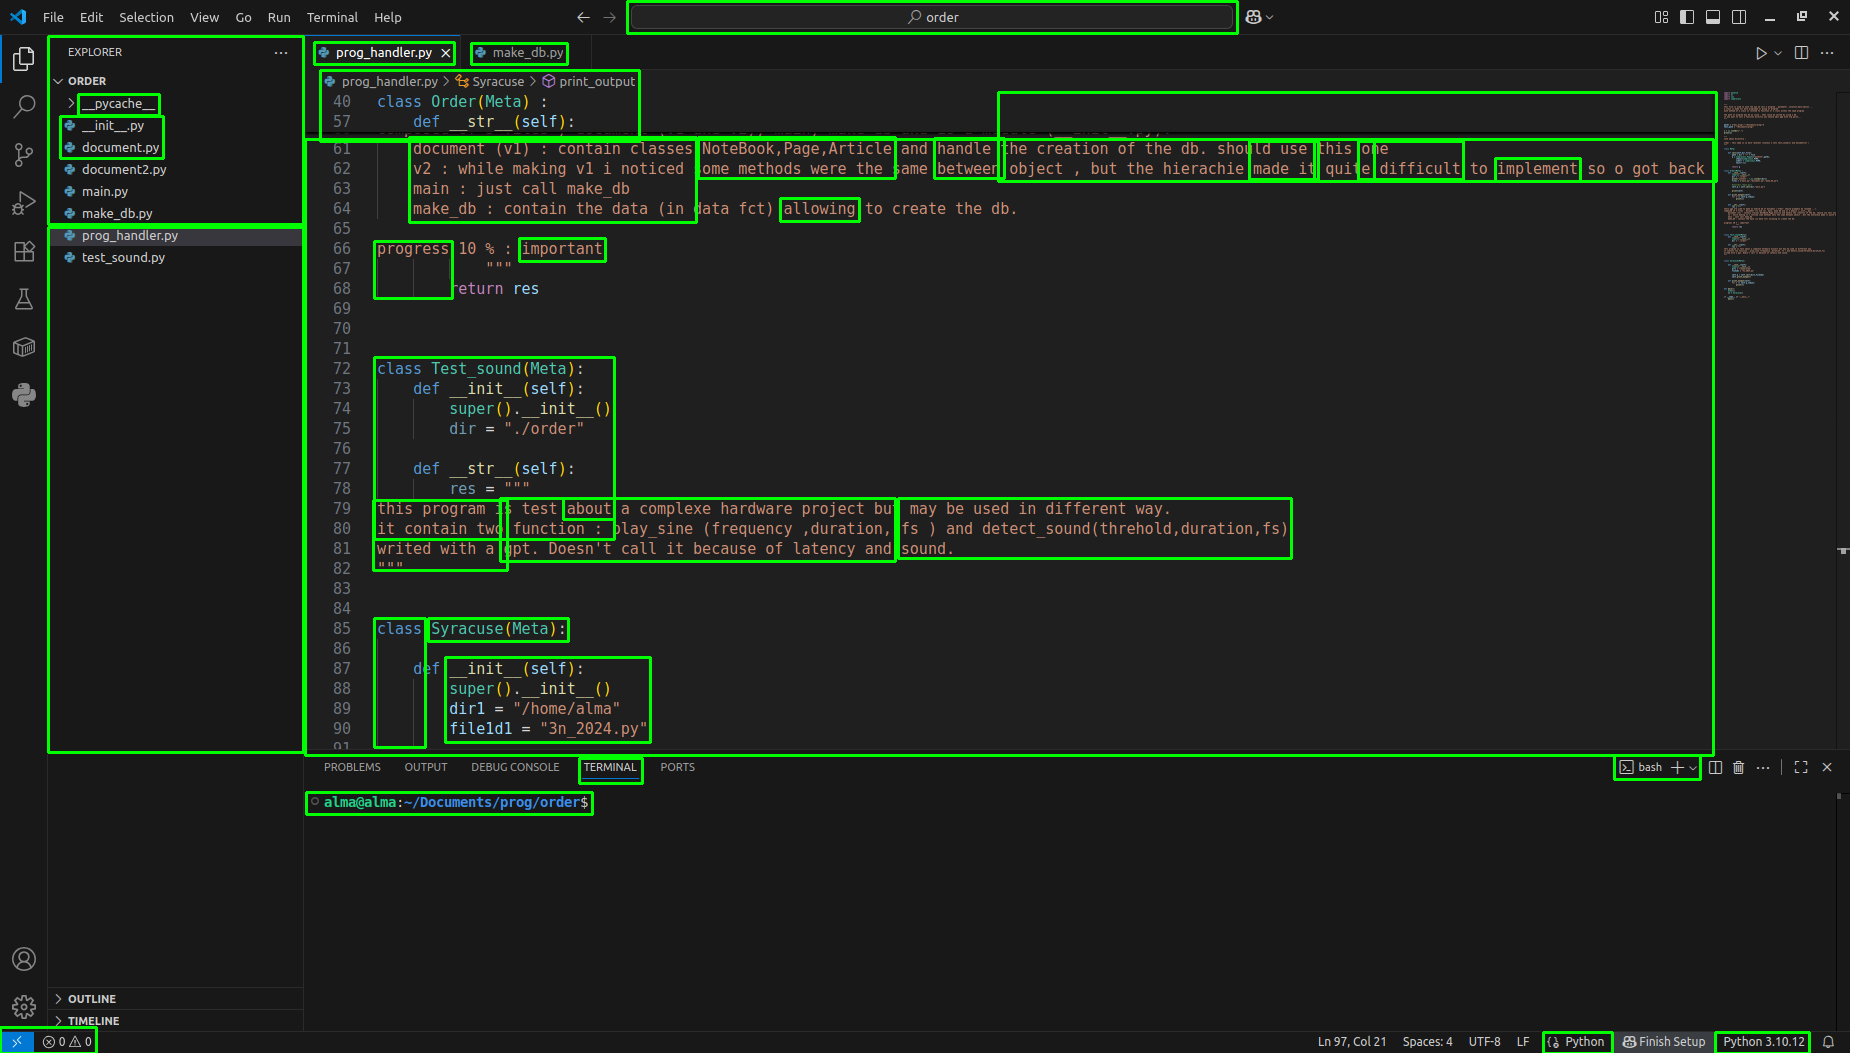 File Edit Selection View Go Run Terminal Help
order
EXPLORER
ORDER
__pycache__
__init__.py
document.py
document2.py
main.py
make_db.py
prog_handler.py
test_sound.py
OUTLINE
TIMELINE
prog_handler.py
make_db.py
prog_handler.py > Syracuse > print_output
40 class Order(Meta) :
57 def __str__(self):
61 document (v1) : contain classes NoteBook,Page,Article and handle the creation of the db. should use this one
62 v2 : while making v1 i noticed some methods were the same between object , but the hierachie made it quite difficult to implement so o got back
63 main : just call make_db
64 make_db : contain the data (in data fct) allowing to create the db.
65
66 progress 10 % : important
67 """
68 return res
69
70
71
72 class Test_sound(Meta):
73 def __init__(self):
74 super().__init__()
75 dir = "./order"
76
77 def __str__(self):
78 res = """
79 this program is test about a complexe hardware project but may be used in different way.
80 it contain two function : play_sine (frequency ,duration, fs ) and detect_sound(threhold,duration,fs)
81 writed with a gpt. Doesn't call it because of latency and sound.
82 """
83
84
85 class Syracuse(Meta):
86
87 def __init__(self):
88 super().__init__()
89 dir1 = "/home/alma"
90 file1d1 = "3n_2024.py"
91
PROBLEMS OUTPUT DEBUG CONSOLE TERMINAL PORTS
bash
alma@alma:~/Documents/prog/order$
0 0
Ln 97, Col 21 Spaces: 4 UTF-8 LF Python Finish Setup Python 3.10.12